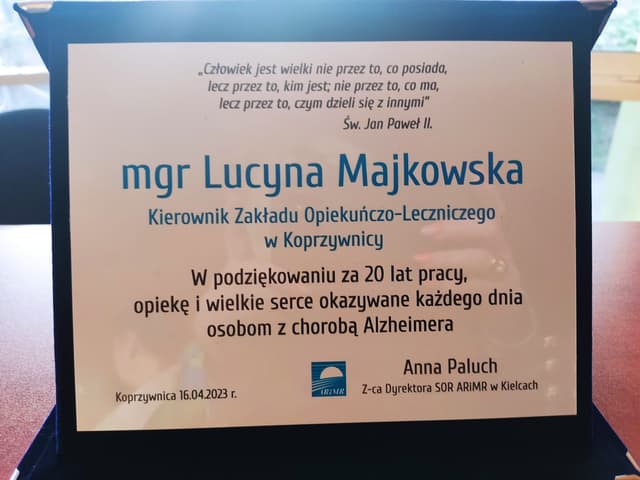 „Człowiek jest wielki nie przez to, co posiada,
lecz przez to, kim jest; nie przez to, co ma,
lecz przez to, czym dzieli się z innymi"
Św. Jan Paweł II.
mgr Lucyna Majkowska
Kierownik Zakładu Opiekuńczo-Leczniczego
w Koprzywnicy
W podziękowaniu za 20 lat pracy,
opiekę i wielkie serce okazywane każdego dnia
osobom z chorobą Alzheimera
Koprzywnica 16.04.2023 r.
ARiMR
Anna Paluch
Z-ca Dyrektora ŚOR ARiMR w Kielcach